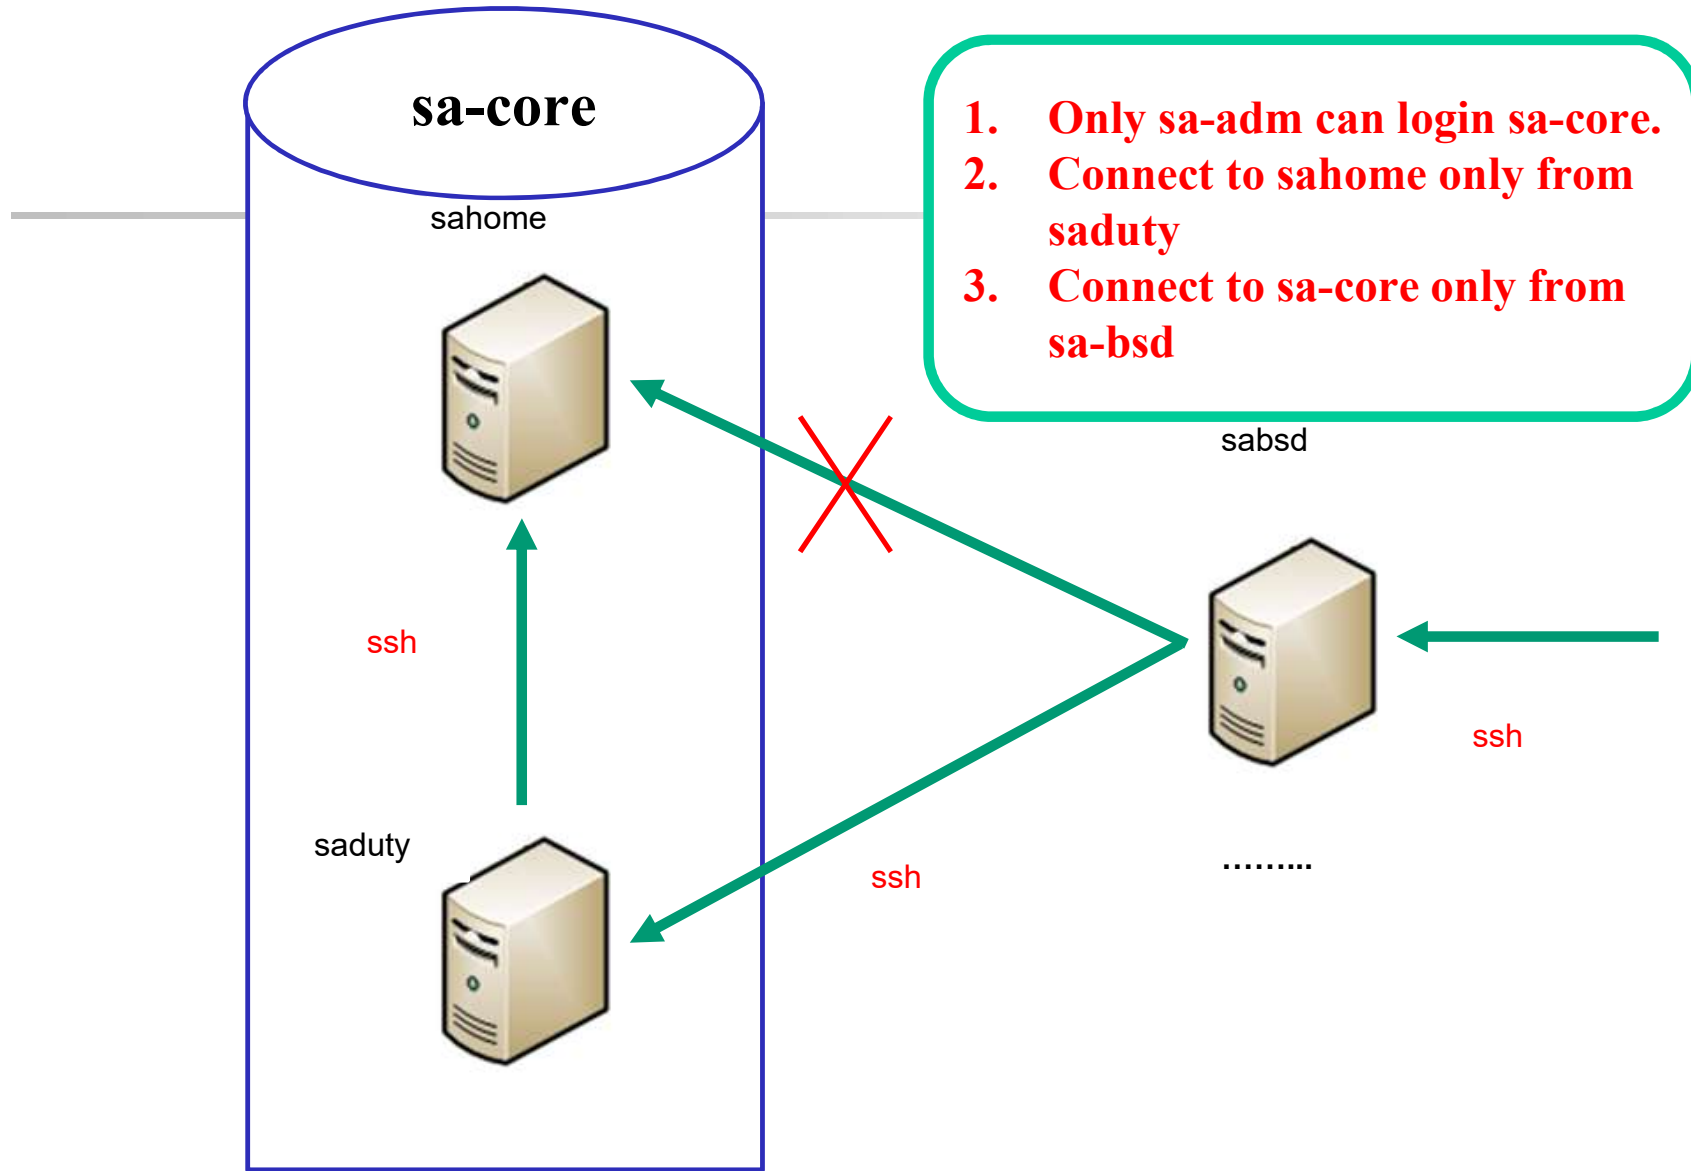 sa-core
1. Only sa-adm can login sa-core.
2. Connect to sahome only from
saduty
3. Connect to sa-core only from
sa-bsd
sahome
sabsd
ssh
ssh
saduty
ssh
………...